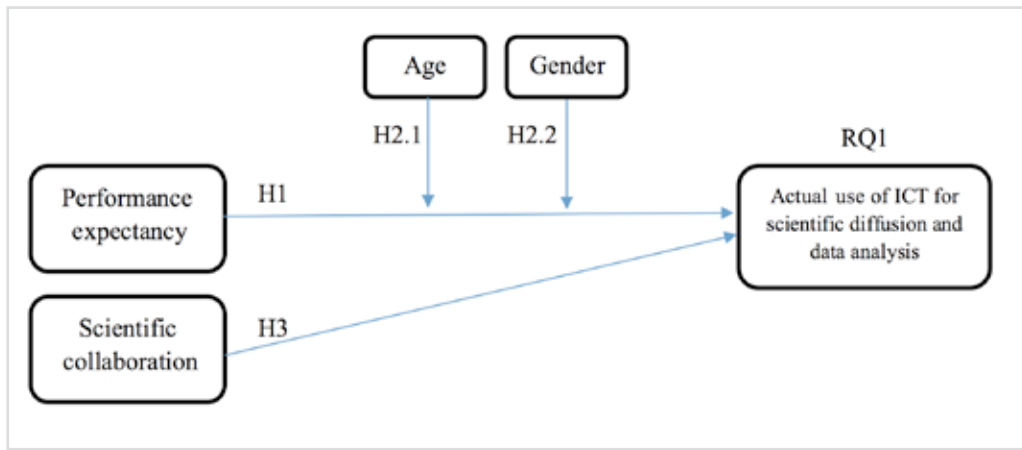 Age
Gender
H2.1
H2.2
RQ1
Performance
expectancy
H1
Actual use of ICT for
scientific diffusion and
data analysis
Scientific
collaboration
H3